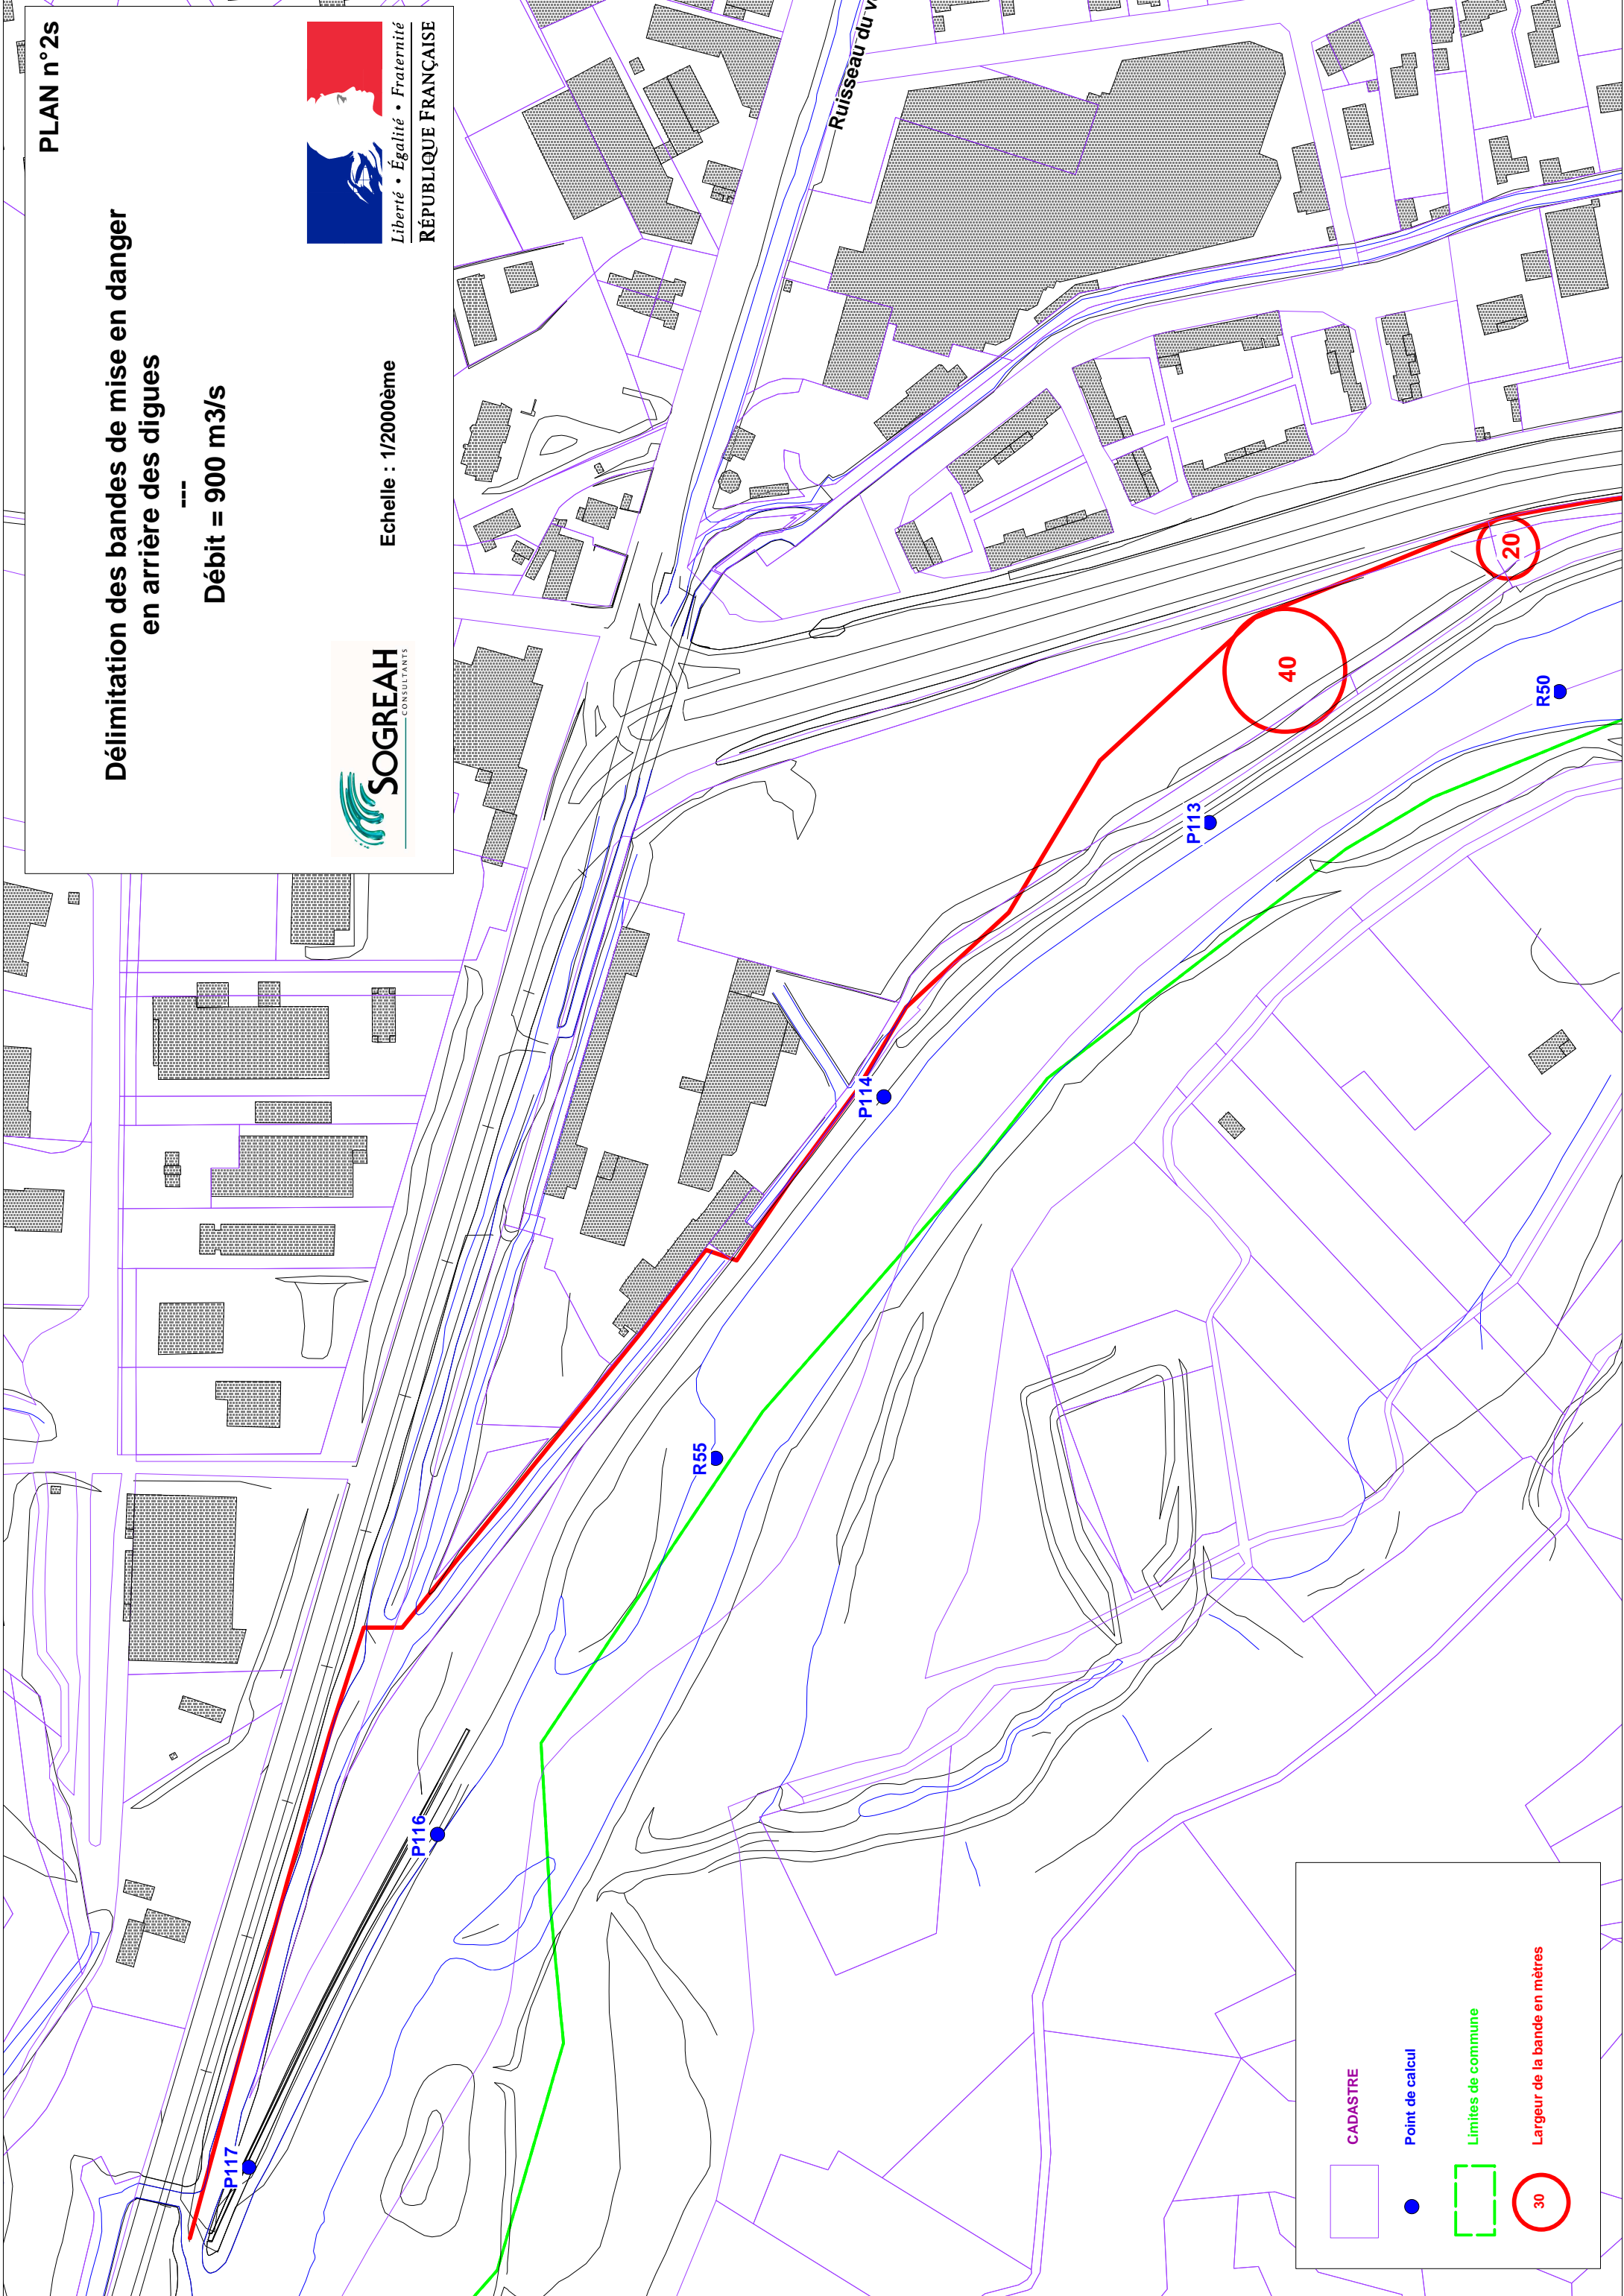 PLAN n°2s
Délimitation des bandes de mise en danger
en arrière des digues
---
Débit = 900 m3/s
Echelle : 1/2000ème
SOGREAH
CONSULTANTS
Liberté • Égalité • Fraternité
RÉPUBLIQUE FRANÇAISE
Ruisseau du v
P117
P116
R55
P114
P113
40
20
R50
CADASTRE
Point de calcul
Limites de commune
30
Largeur de la bande en mètres